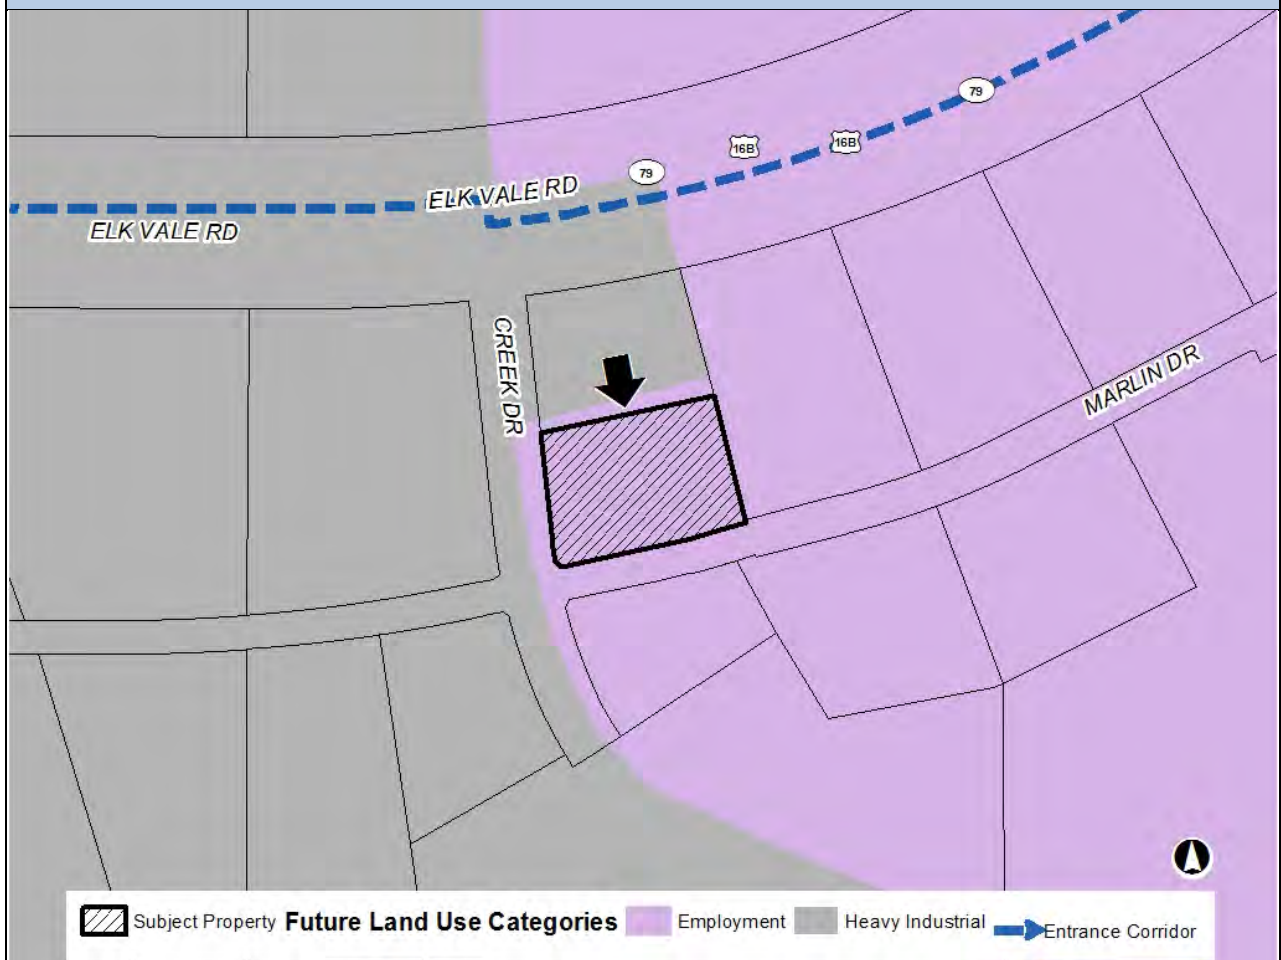 79
16B
16B
79
ELK VALE RD
ELK VALE RD
CREEK DR
MARLIN DR
Subject Property Future Land Use Categories Employment Heavy Industrial Entrance Corridor